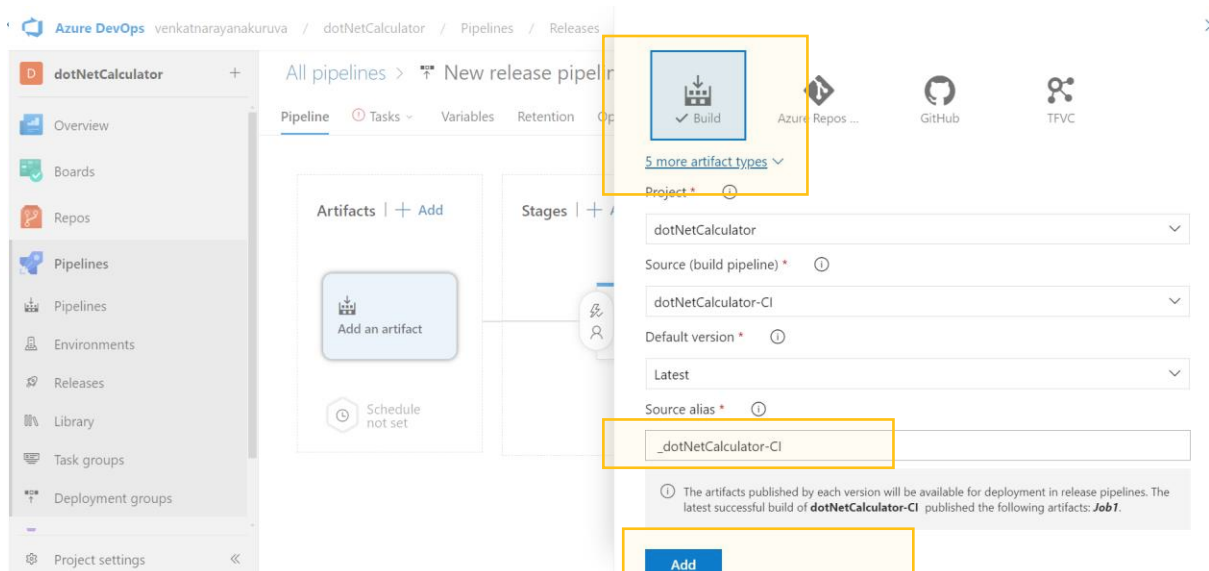 Azure DevOps venkatnarayanakuruva / dotNetCalculator / Pipelines / Releases
D dotNetCalculator +
Overview
Boards
Repos
Pipelines
Pipelines
Environments
Releases
Library
Task groups
Deployment groups
Project settings
All pipelines > New release pipelin
Pipeline Tasks Variables Retention Op
Artifacts | + Add
Stages | + A
Add an artifact
Schedule
not set
Build Azure Repos ... GitHub TFVC
5 more artifact types
Project *
dotNetCalculator
Source (build pipeline) *
dotNetCalculator-CI
Default version *
Latest
Source alias *
_dotNetCalculator-CI
The artifacts published by each version will be available for deployment in release pipelines. The
latest successful build of dotNetCalculator-CI published the following artifacts: Job1.
Add